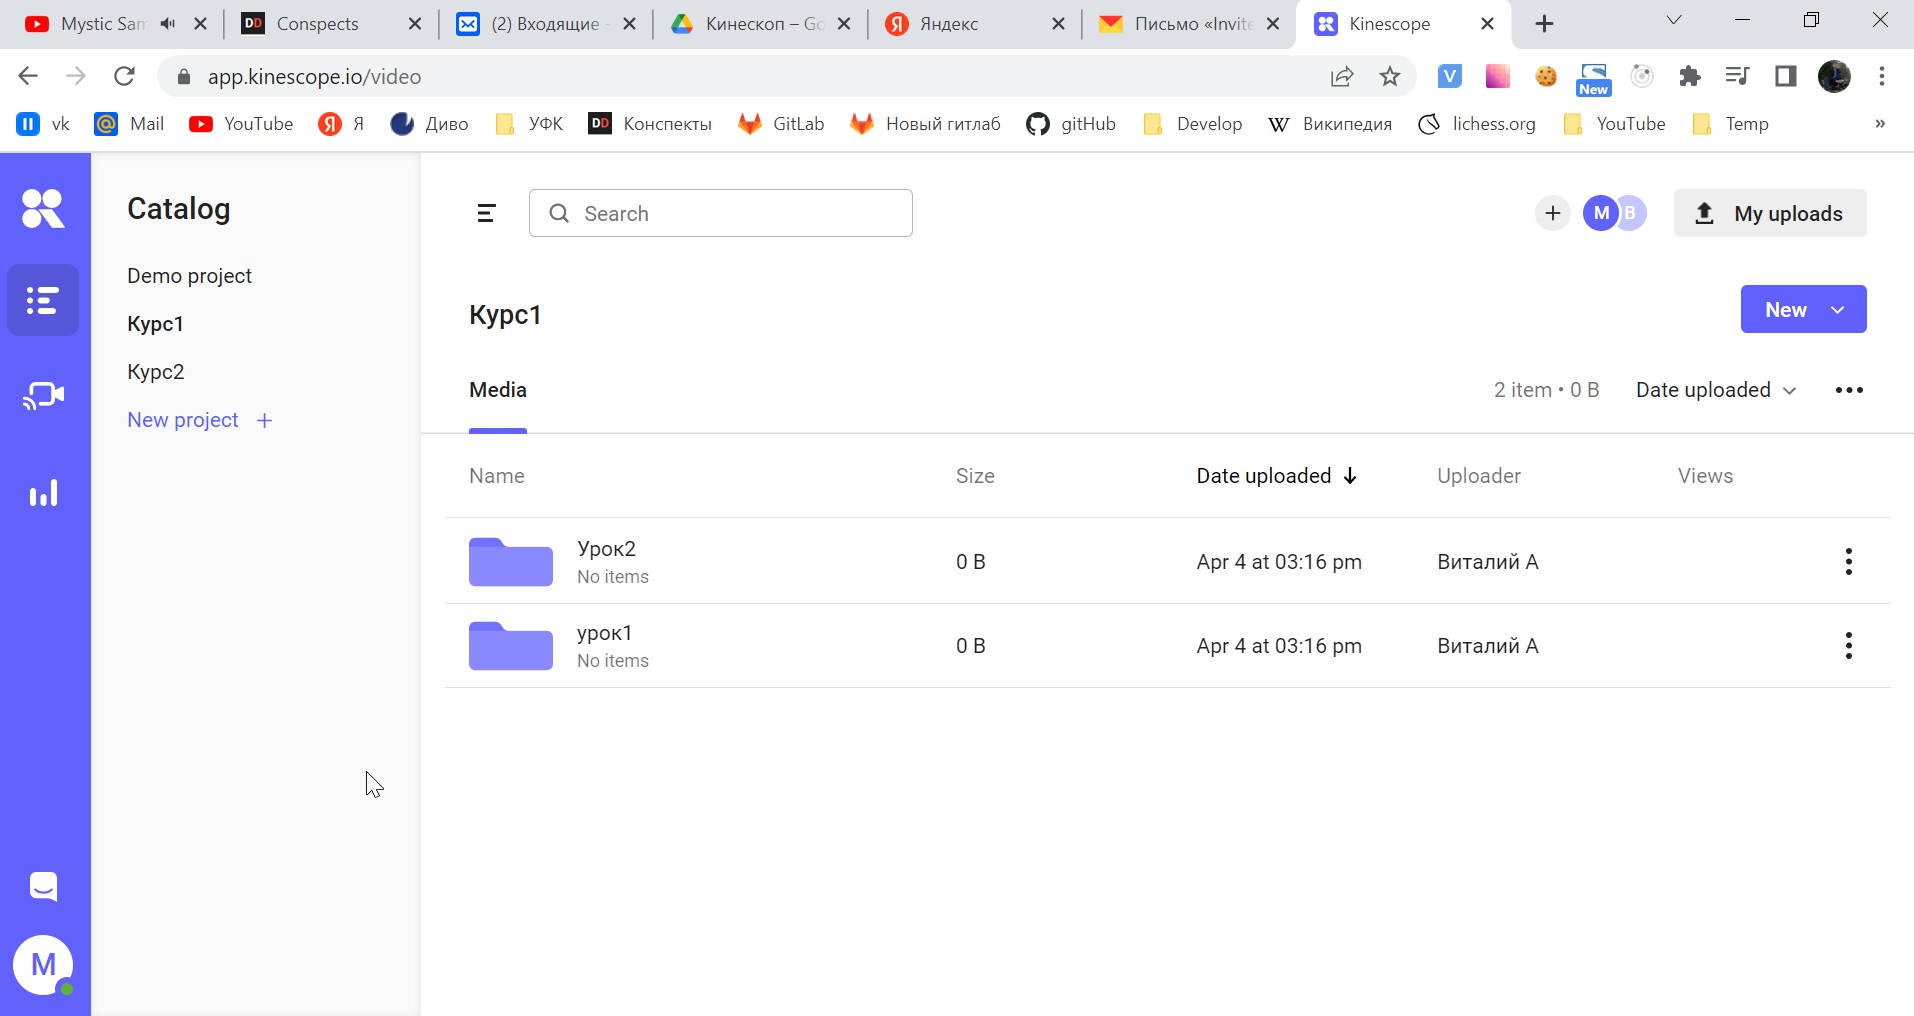 Mystic San
DD Conspects
(2) Входящие -
Кинескоп – Go
Я Яндекс
Письмо «Invite
Kinescope
app.kinescope.io/video
V
New
vk
Mail
YouTube
Я Я
Диво
УФК
DD Конспекты
GitLab
Новый гитлаб
gitHub
Develop
W Википедия
lichess.org
YouTube
Temp
»
Catalog
Demo project
Курс1
Курс2
New project +
M
Search
+ M B
My uploads
Курс1
New
Media
2 item • 0 B
Date uploaded
Name Size Date uploaded ↓ Uploader Views
Урок2
No items
0 B Apr 4 at 03:16 pm Виталий А
урок1
No items
0 B Apr 4 at 03:16 pm Виталий А